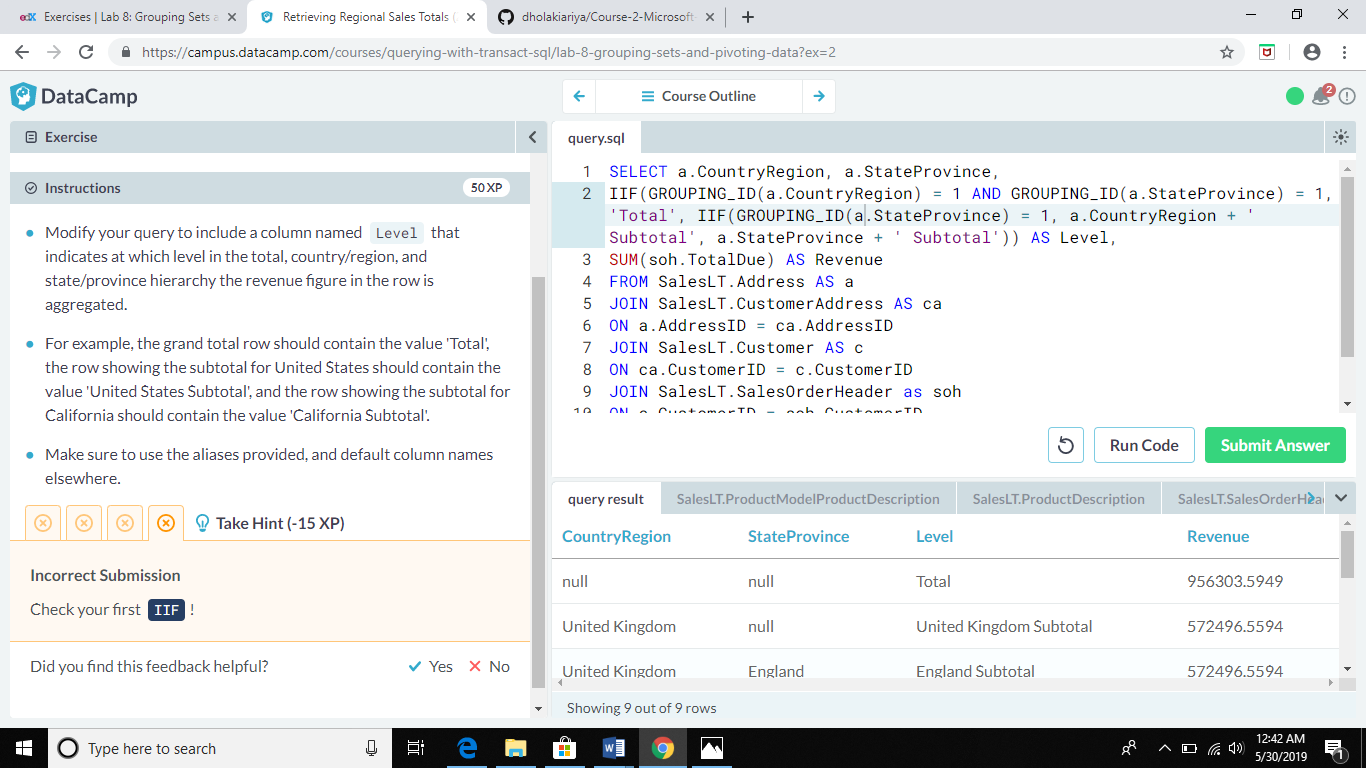 edX Exercises | Lab 8: Grouping Sets a
Retrieving Regional Sales Totals (
dholakiariya/Course-2-Microsoft
https://campus.datacamp.com/courses/querying-with-transact-sql/lab-8-grouping-sets-and-pivoting-data?ex=2
DataCamp
Course Outline
2
Exercise
query.sql
Instructions
50 XP
Modify your query to include a column named Level that
indicates at which level in the total, country/region, and
state/province hierarchy the revenue figure in the row is
aggregated.
For example, the grand total row should contain the value 'Total',
the row showing the subtotal for United States should contain the
value 'United States Subtotal', and the row showing the subtotal for
California should contain the value 'California Subtotal'.
Make sure to use the aliases provided, and default column names
elsewhere.
Take Hint (-15 XP)
Incorrect Submission
Check your first IIF !
Did you find this feedback helpful?
Yes
No
1 SELECT a.CountryRegion, a.StateProvince,
2 IIF(GROUPING_ID(a.CountryRegion) = 1 AND GROUPING_ID(a.StateProvince) = 1,
'Total', IIF(GROUPING_ID(a.StateProvince) = 1, a.CountryRegion + '
Subtotal', a.StateProvince + ' Subtotal')) AS Level,
3 SUM(soh.TotalDue) AS Revenue
4 FROM SalesLT.Address AS a
5 JOIN SalesLT.CustomerAddress AS ca
6 ON a.AddressID = ca.AddressID
7 JOIN SalesLT.Customer AS c
8 ON ca.CustomerID = c.CustomerID
9 JOIN SalesLT.SalesOrderHeader as soh
10 ON c.CustomerID = soh.CustomerID
Run Code
Submit Answer
query result
SalesLT.ProductModelProductDescription
SalesLT.ProductDescription
SalesLT.SalesOrderHea
CountryRegion StateProvince Level Revenue
null null Total 956303.5949
United Kingdom null United Kingdom Subtotal 572496.5594
United Kingdom England England Subtotal 572496.5594
Showing 9 out of 9 rows
Type here to search
12:42 AM
5/30/2019
1